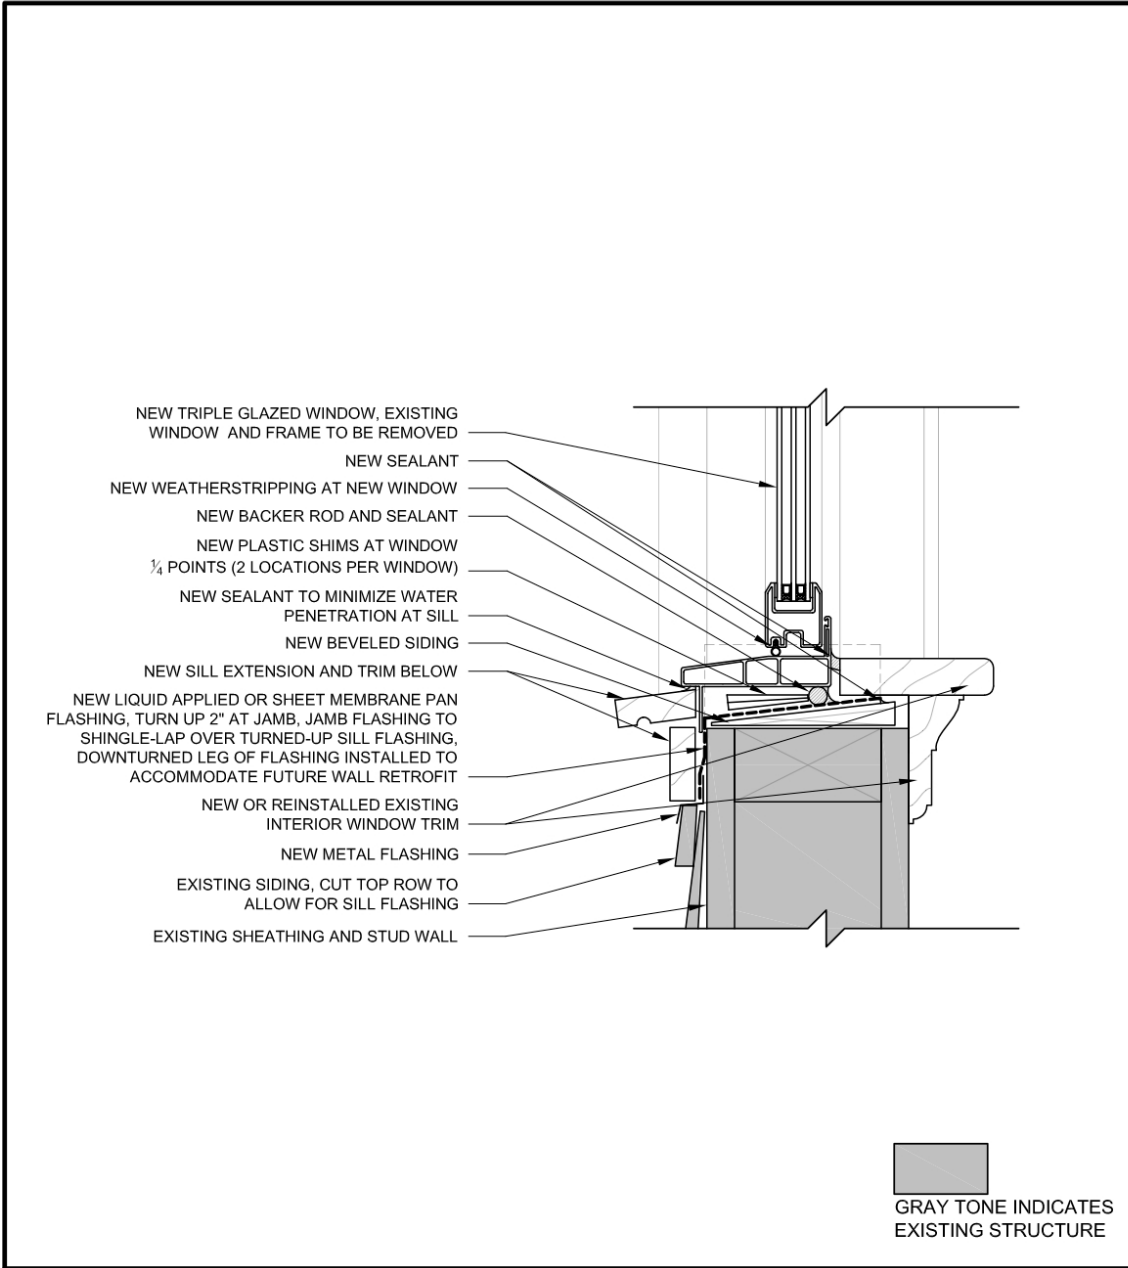 NEW TRIPLE GLAZED WINDOW, EXISTING
WINDOW AND FRAME TO BE REMOVED
NEW SEALANT
NEW WEATHERSTRIPPING AT NEW WINDOW
NEW BACKER ROD AND SEALANT
NEW PLASTIC SHIMS AT WINDOW
¼ POINTS (2 LOCATIONS PER WINDOW)
NEW SEALANT TO MINIMIZE WATER
PENETRATION AT SILL
NEW BEVELED SIDING
NEW SILL EXTENSION AND TRIM BELOW
NEW LIQUID APPLIED OR SHEET MEMBRANE PAN
FLASHING, TURN UP 2" AT JAMB, JAMB FLASHING TO
SHINGLE-LAP OVER TURNED-UP SILL FLASHING,
DOWNTURNED LEG OF FLASHING INSTALLED TO
ACCOMMODATE FUTURE WALL RETROFIT
NEW OR REINSTALLED EXISTING
INTERIOR WINDOW TRIM
NEW METAL FLASHING
EXISTING SIDING, CUT TOP ROW TO
ALLOW FOR SILL FLASHING
EXISTING SHEATHING AND STUD WALL
GRAY TONE INDICATES
EXISTING STRUCTURE